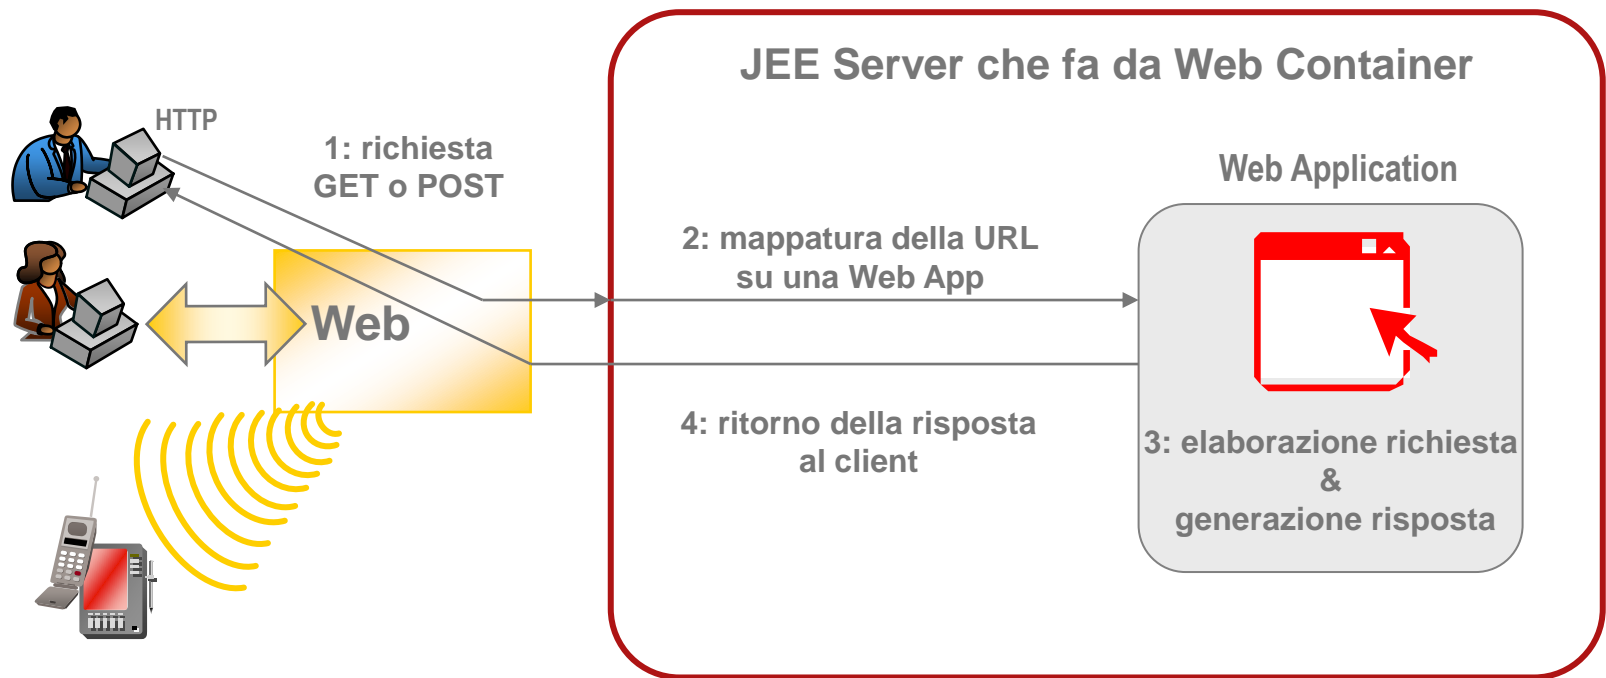 JEE Server che fa da Web Container
HTTP
1: richiesta
GET o POST
Web Application
2: mappatura della URL
su una Web App
Web
4: ritorno della risposta
al client
3: elaborazione richiesta
&
generazione risposta